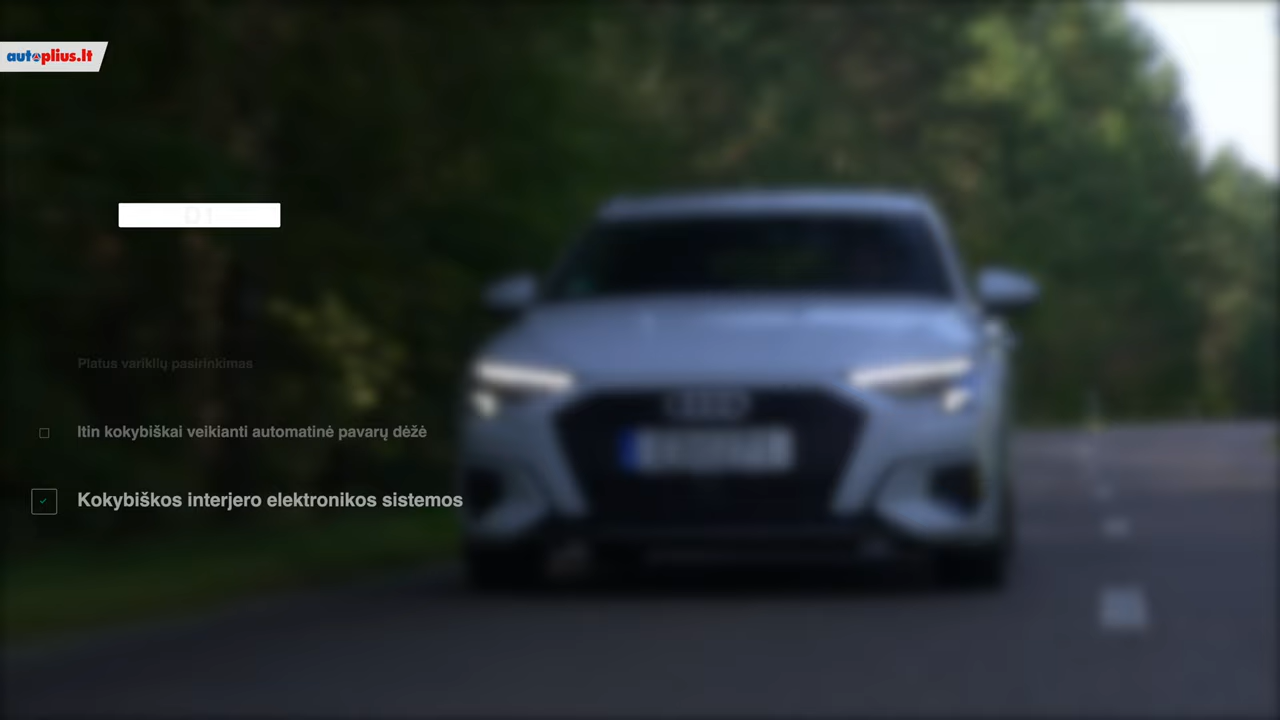 autoplius.lt
Platus variklių pasirinkimas
Itin kokybiškai veikianti automatinė pavarų dėžė
Kokybiškos interjero elektronikos sistemos